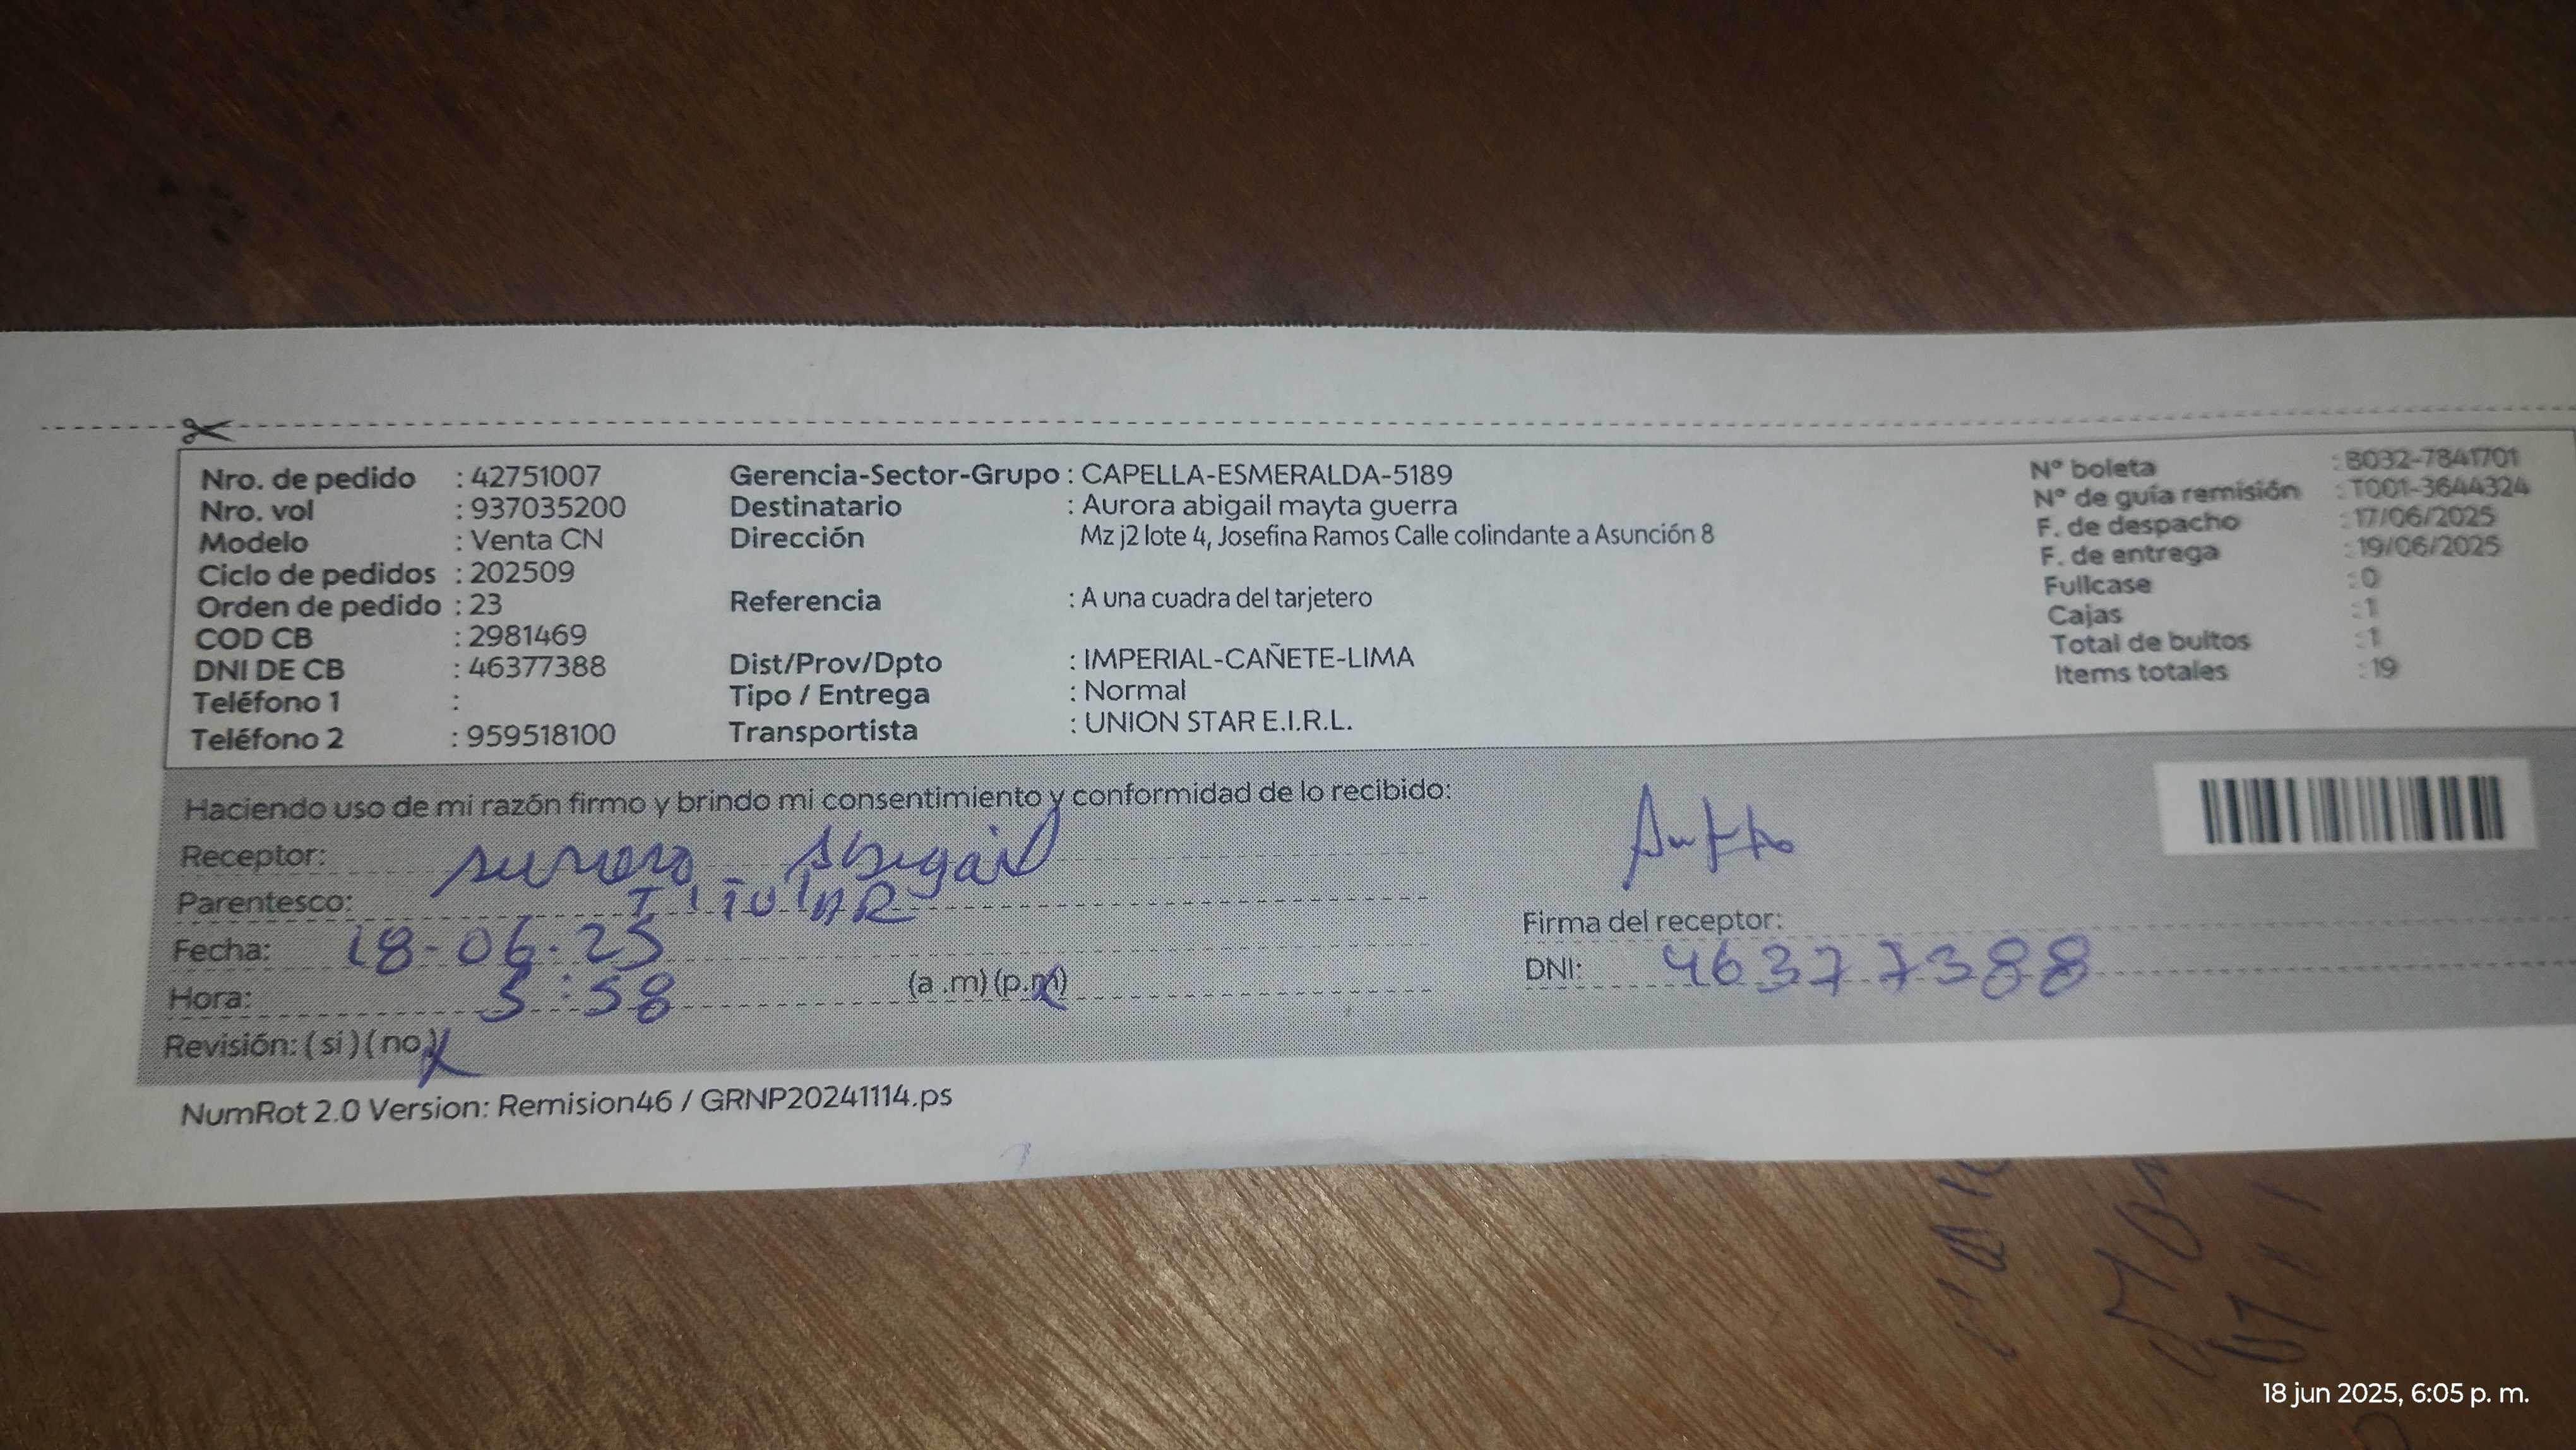 Nro. de pedido : 42751007
Nro. vol : 937035200
Modelo : Venta CN
Ciclo de pedidos : 202509
Orden de pedido : 23
COD CB : 2981469
DNI DE CB : 46377388
Teléfono 1 :
Teléfono 2 : 959518100
Gerencia-Sector-Grupo : CAPELLA-ESMERALDA-5189
Destinatario : Aurora abigail mayta guerra
Dirección Mz j2 lote 4, Josefina Ramos Calle colindante a Asunción 8
Referencia : A una cuadra del tarjetero
Dist/Prov/Dpto : IMPERIAL-CAÑETE-LIMA
Tipo / Entrega : Normal
Transportista : UNION STAR E.I.R.L.
N° boleta : B032-7841701
N° de guía remisión : T001-3644324
F. de despacho : 17/06/2025
F. de entrega : 19/06/2025
Fullcase : 0
Cajas : 1
Total de bultos : 1
Items totales : 19
Haciendo uso de mi razón firmo y brindo mi consentimiento y conformidad de lo recibido:
Receptor: Aurora Abigail
Parentesco: TiTUlAR
Fecha: 18-06-25
Hora: 5:58 (a .m) (p.m)
Revisión: ( si ) ( no )
Firma del receptor:
DNI: 46377388
NumRot 2.0 Version: Remision46 / GRNP20241114.ps
18 jun 2025, 6:05 p. m.